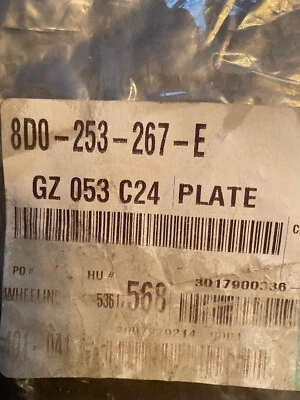 8D0-253-267-E
GZ 053 C24 PLATE
PO #
HU #
568
3017900336
WHEELING
5361